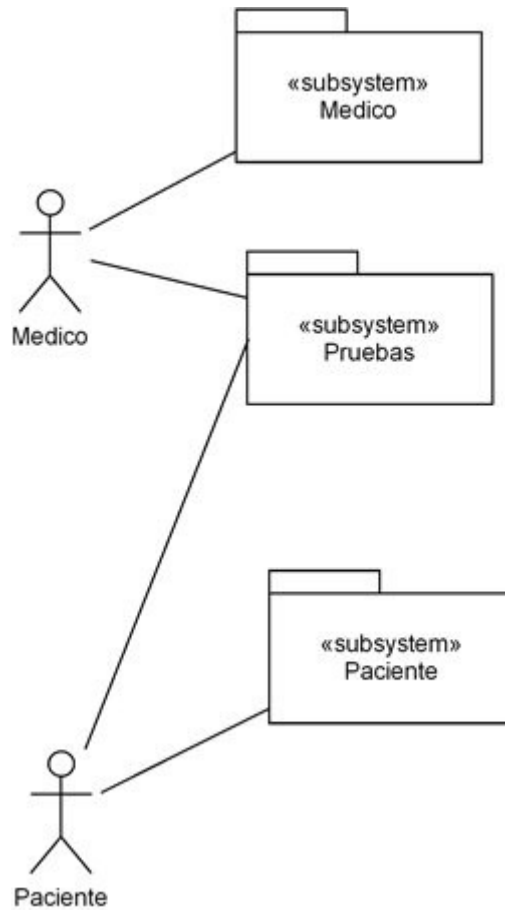 «subsystem»
Medico
Medico
«subsystem»
Pruebas
«subsystem»
Paciente
Paciente